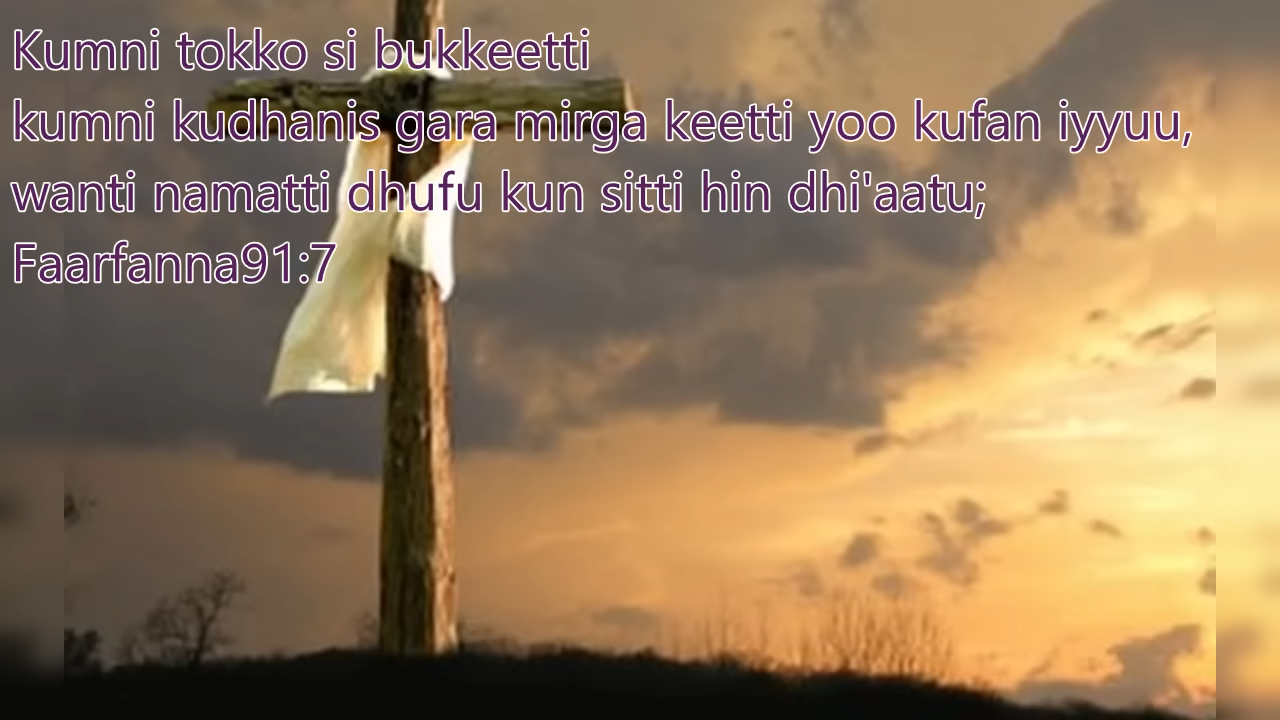 Kumni tokko si bukkeetti
kumni kudhanis gara mirga keetti yoo kufan iyyuu,
wanti namatti dhufu kun sitti hin dhi'aatu;
Faarfanna91:7